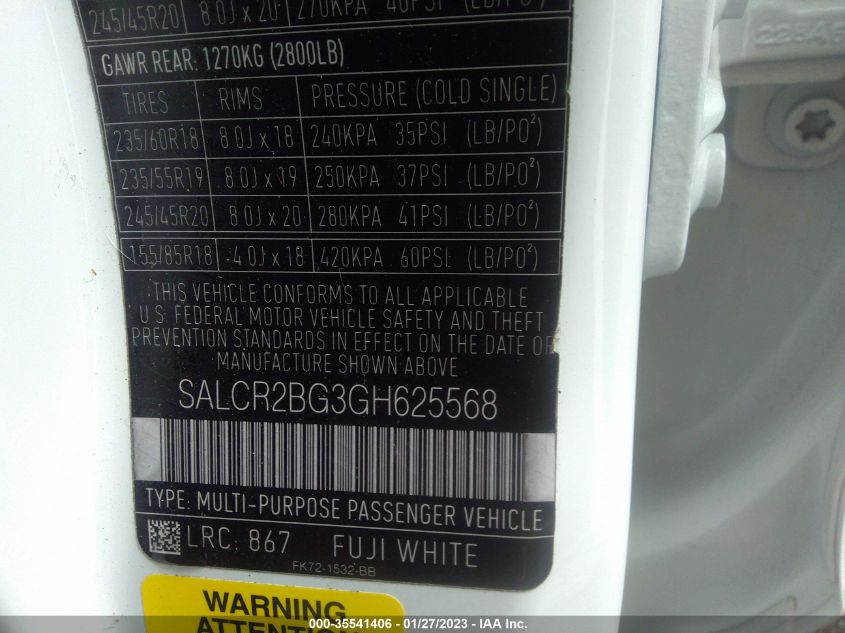 245/45R20 8.0J x 20 270KPA 40PSI (LB/PO²)
GAWR REAR: 1270KG (2800LB)
TIRES RIMS PRESSURE (COLD SINGLE)
235/60R18 8.0J x 18 240KPA 35PSI (LB/PO²)
235/55R19 8.0J x 19 250KPA 37PSI (LB/PO²)
245/45R20 8.0J x 20 280KPA 41PSI (LB/PO²)
155/85R18 4.0J x 18 420KPA 60PSI (LB/PO²)
THIS VEHICLE CONFORMS TO ALL APPLICABLE
U.S. FEDERAL MOTOR VEHICLE SAFETY AND THEFT
PREVENTION STANDARDS IN EFFECT ON THE DATE OF
MANUFACTURE SHOWN ABOVE
SALCR2BG3GH625568
TYPE: MULTI-PURPOSE PASSENGER VEHICLE
LRC: 867 FUJI WHITE
FK72-1532-BB
WARNING
ATTENTION
000-35541406 / 01/27/2023 - IAA Inc.